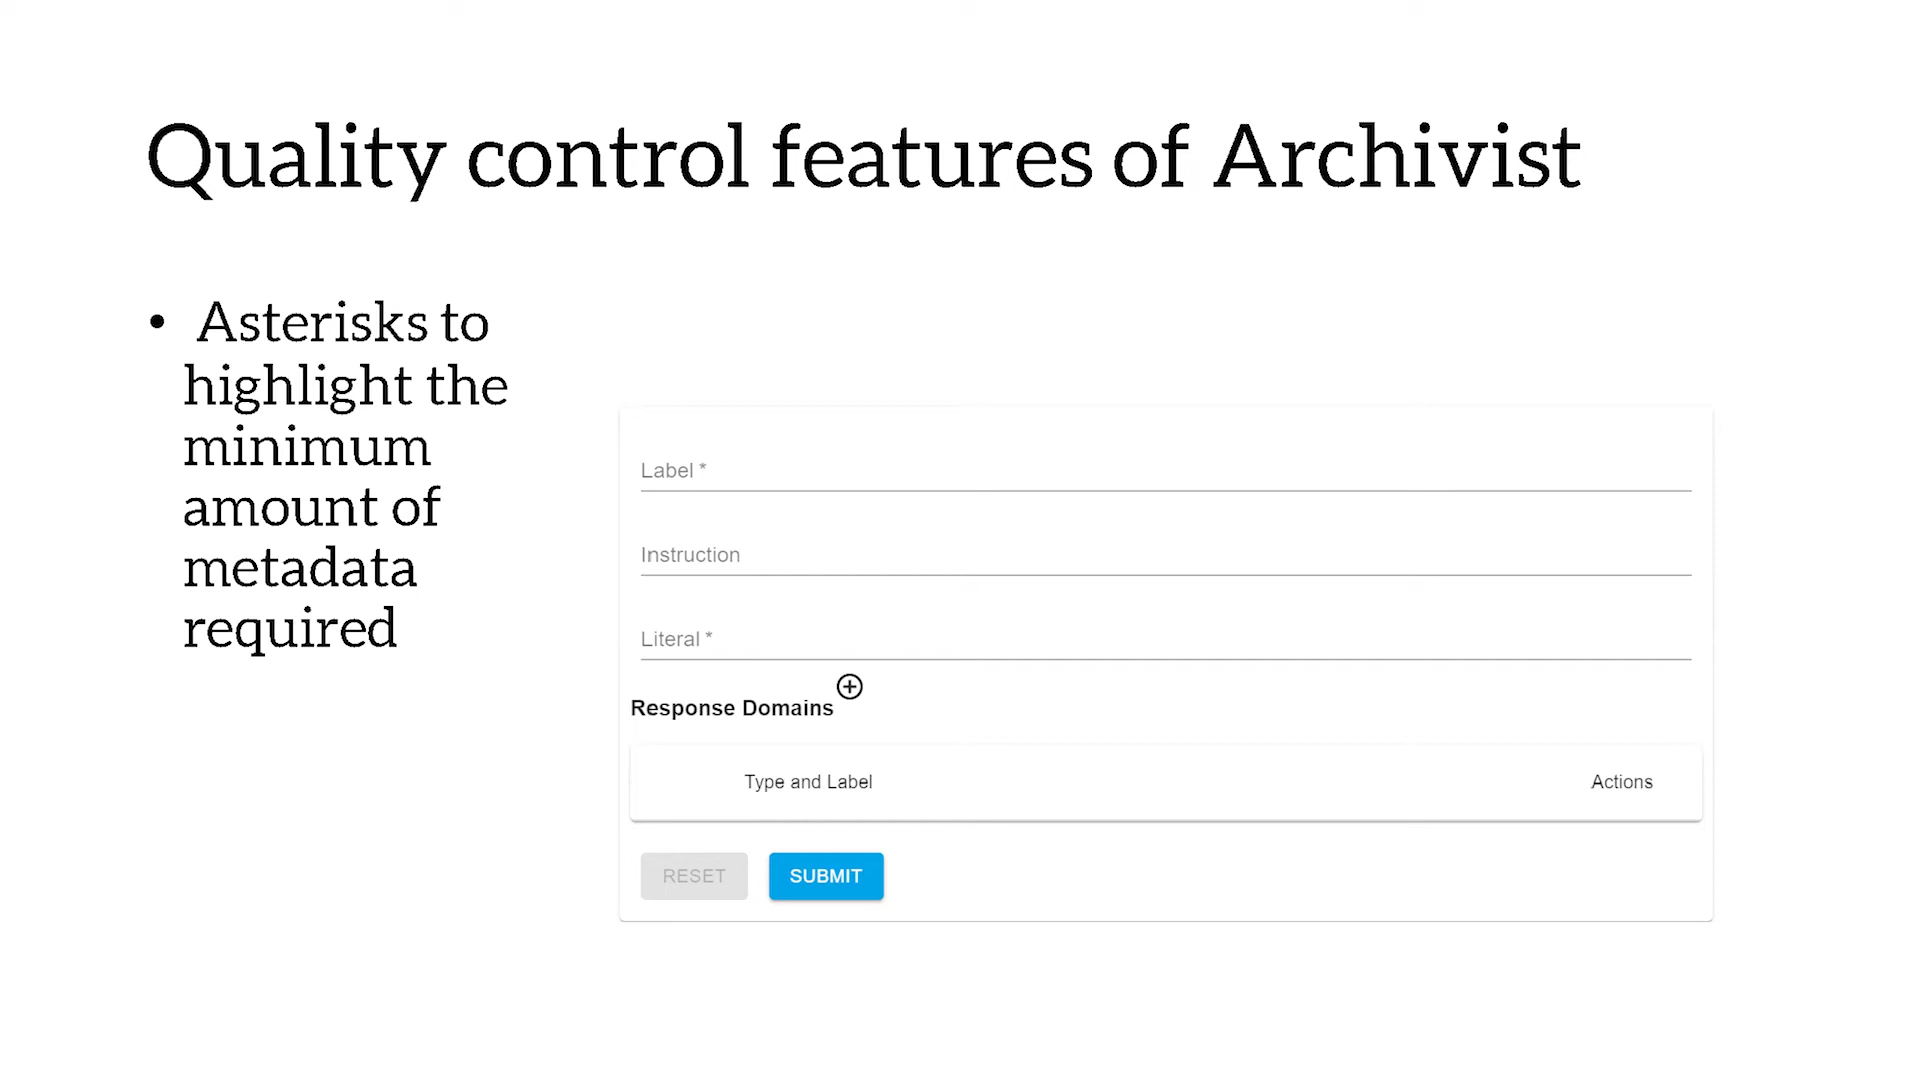 Quality control features of Archivist
• Asterisks to
highlight the
minimum
amount of
metadata
required
Label *
Instruction
Literal *
Response Domains
Type and Label Actions
RESET SUBMIT